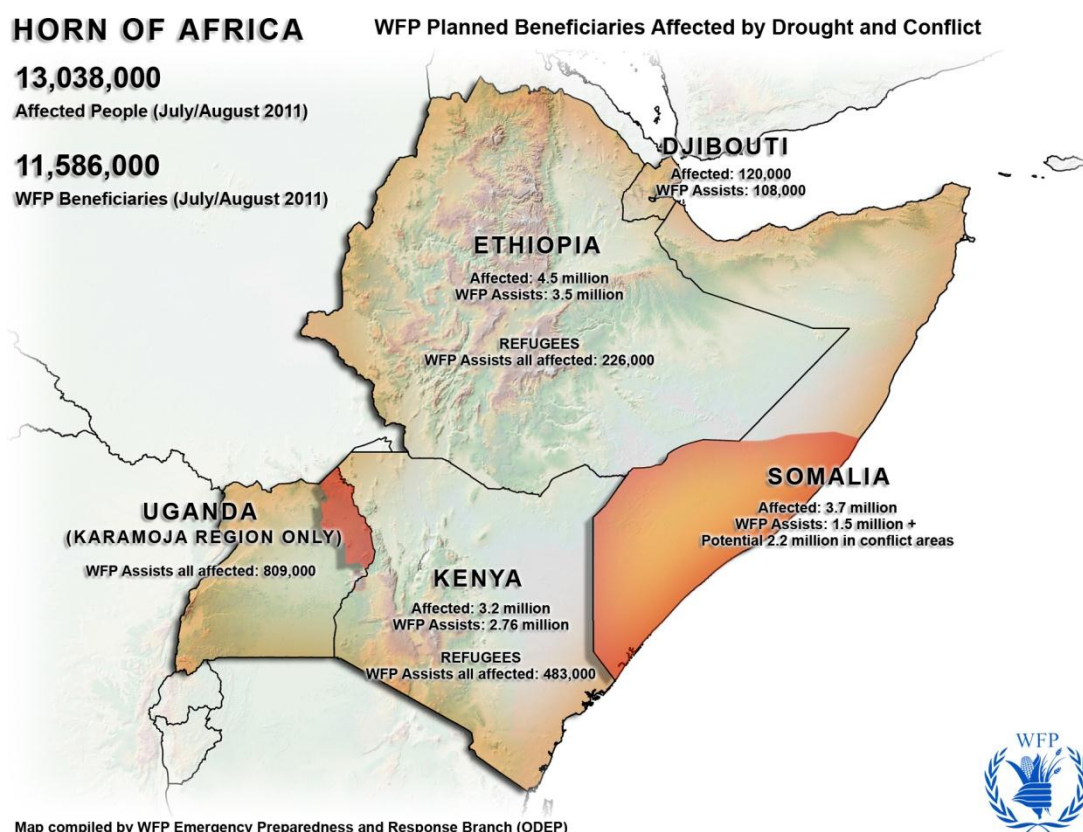 HORN OF AFRICA
WFP Planned Beneficiaries Affected by Drought and Conflict
13,038,000
Affected People (July/August 2011)
11,586,000
WFP Beneficiaries (July/August 2011)
DJIBOUTI
Affected: 120,000
WFP Assists: 108,000
ETHIOPIA
Affected: 4.5 million
WFP Assists: 3.5 million
REFUGEES
WFP Assists all affected: 226,000
SOMALIA
Affected: 3.7 million
WFP Assists: 1.5 million +
Potential 2.2 million in conflict areas
UGANDA
(KARAMOJA REGION ONLY)
WFP Assists all affected: 809,000
KENYA
Affected: 3.2 million
WFP Assists: 2.76 million
REFUGEES
WFP Assists all affected: 483,000
WFP
Map compiled by WFP Emergency Preparedness and Response Branch (ODEP)